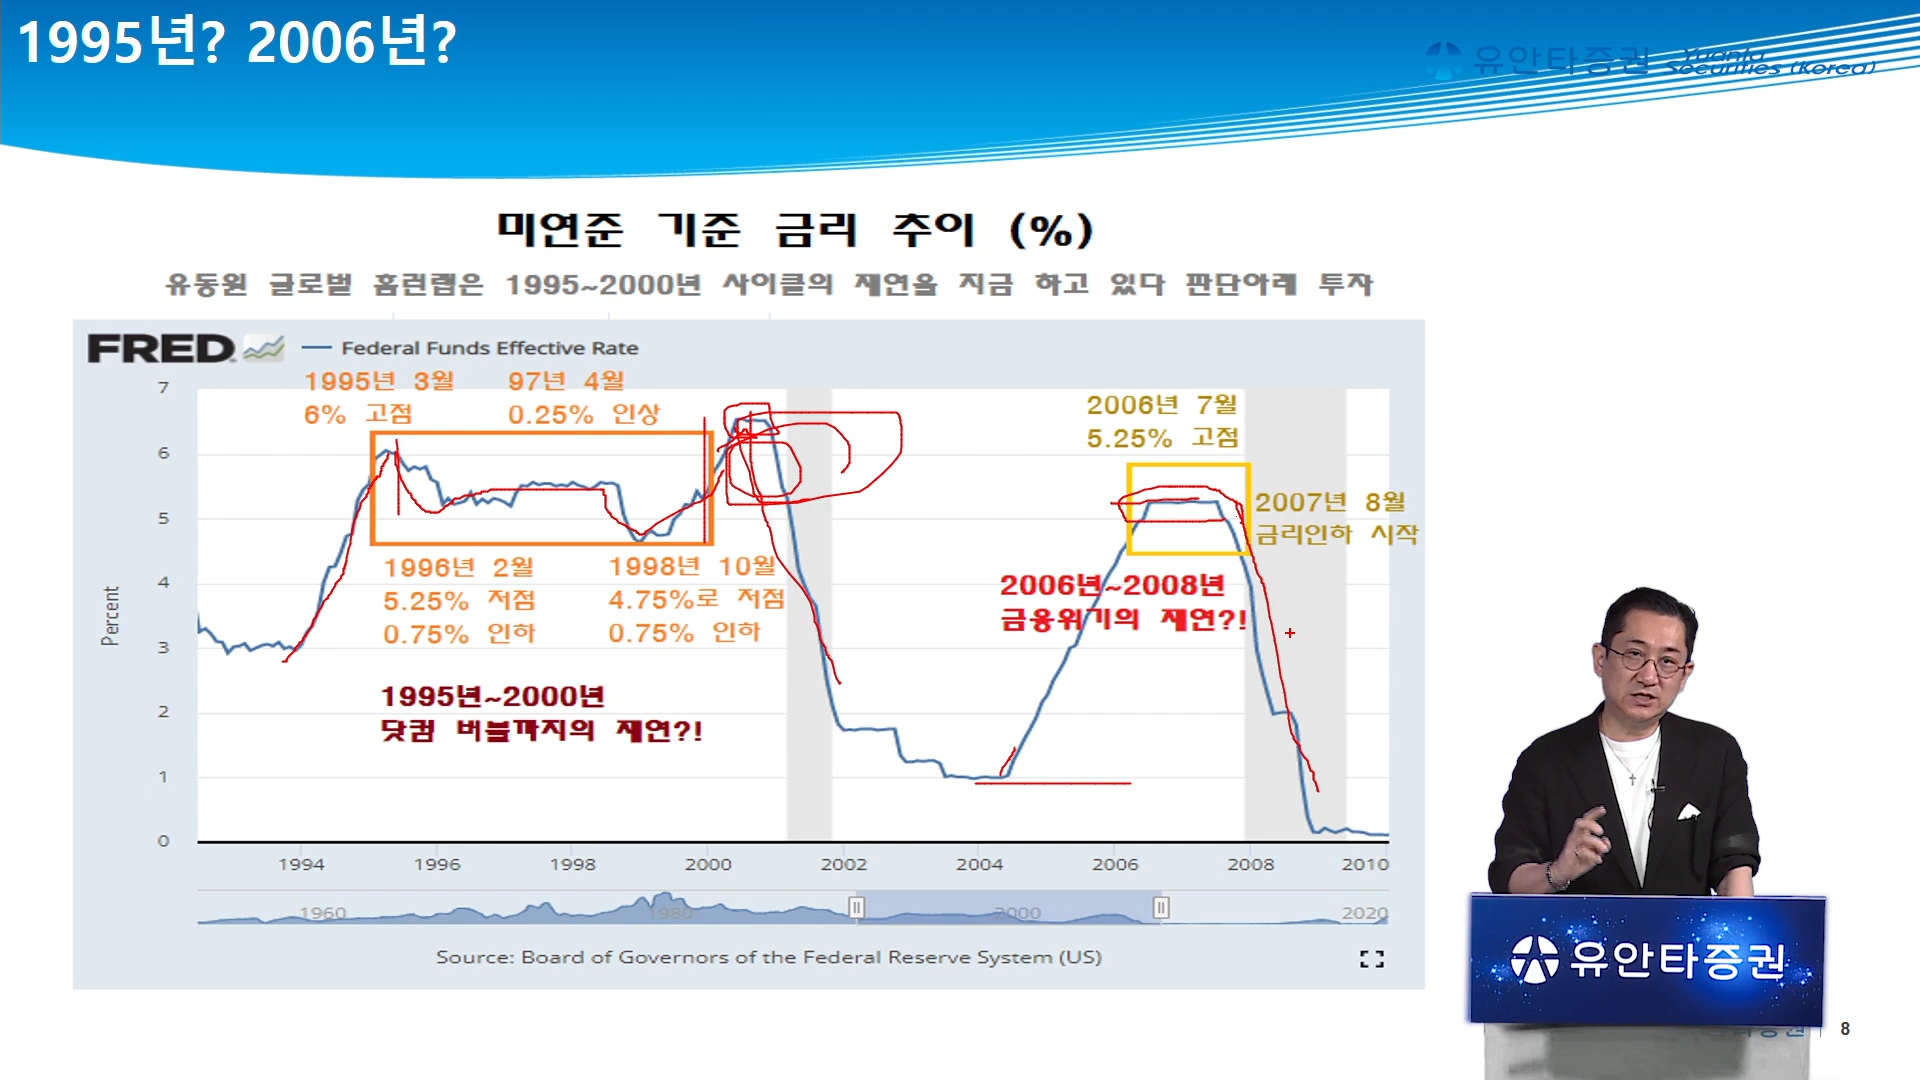 1995년? 2006년?
유안타증권 Yuanta Securities (Korea)
미연준 기준 금리 추이 (%)
유동원 글로벌 홈런랩은 1995~2000년 사이클의 재연을 지금 하고 있다 판단아래 투자
FRED
Federal Funds Effective Rate
1995년 3월
6% 고점
97년 4월
0.25% 인상
2006년 7월
5.25% 고점
2007년 8월
금리인하 시작
1996년 2월
5.25% 저점
0.75% 인하
1998년 10월
4.75%로 저점
0.75% 인하
2006년~2008년
금융위기의 재연?!
1995년~2000년
닷컴 버블까지의 재연?!
Percent
7
6
5
4
3
2
1
0
1994 1996 1998 2000 2002 2004 2006 2008 2010
1960 1980 2000 2020
Source: Board of Governors of the Federal Reserve System (US)
유안타증권
8